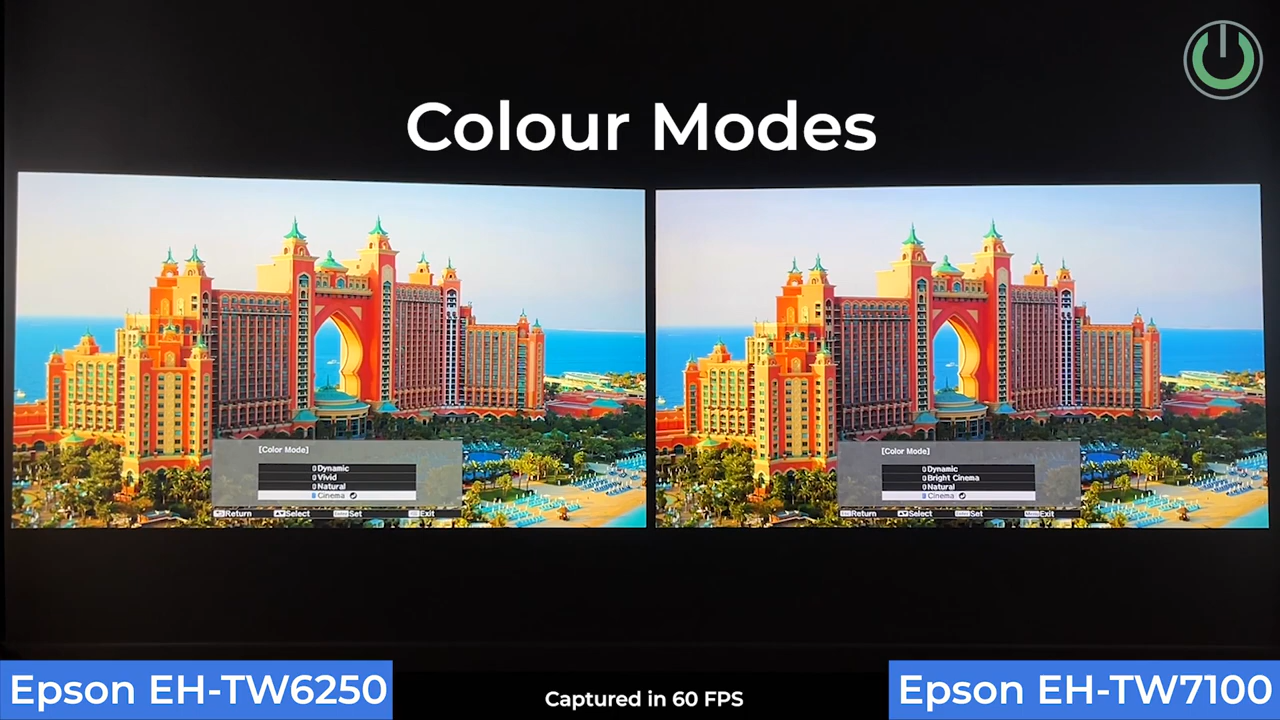 Colour Modes
[Color Mode]
Dynamic
Vivid
Natural
Cinema
Return Select Set Exit
[Color Mode]
Dynamic
Bright Cinema
Natural
Cinema
Return Select Set Exit
Epson EH-TW6250
Captured in 60 FPS
Epson EH-TW7100